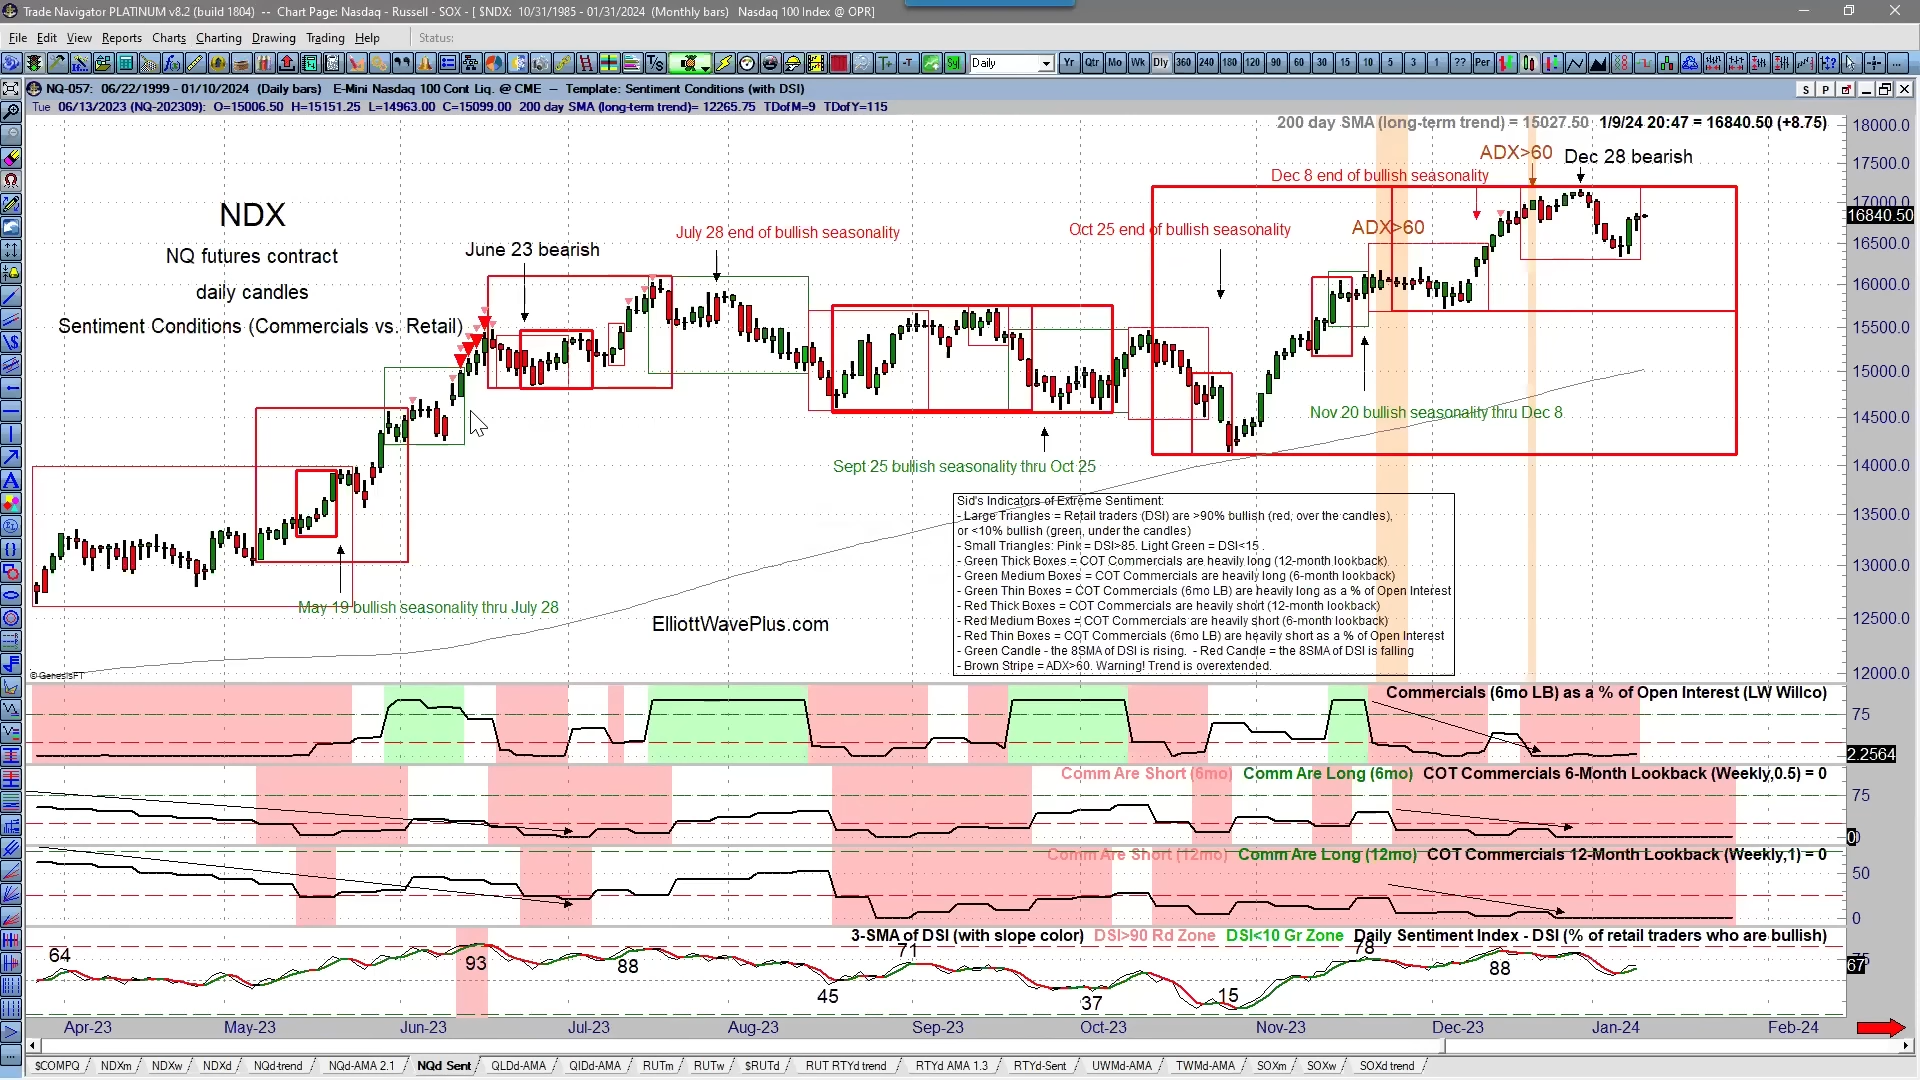 Trade Navigator PLATINUM v8.2 (build 1804) -- Chart Page: Nasdaq - Russell - SOX - [ $NDX: 10/31/1985 - 01/31/2024 (Monthly bars) Nasdaq 100 Index @ OPR]
File Edit View Reports Charts Charting Drawing Trading Help Status:
Daily Yr Qtr Mo Wk Dly 360 240 180 120 90 60 30 15 10 5 3 1 ?? Per
NQ-057: 06/22/1999 - 01/10/2024 (Daily bars) E-Mini Nasdaq 100 Cont Liq. @ CME -- Template: Sentiment Conditions (with DSI) S P
Tue 06/13/2023 (NQ-202309): O=15006.50 H=15151.25 L=14963.00 C=15099.00 200 day SMA (long-term trend)= 12265.75 TDofM=9 TDofY=115
200 day SMA (long-term trend) = 15027.50 1/9/24 20:47 = 16840.50 (+8.75)
18000.0
17500.0
17000.0
16840.50
16500.0
16000.0
15500.0
15000.0
14500.0
14000.0
13500.0
13000.0
12500.0
12000.0
ADX>60 Dec 28 bearish
Dec 8 end of bullish seasonality
NDX
NQ futures contract
daily candles
Sentiment Conditions (Commercials vs. Retail)
June 23 bearish
July 28 end of bullish seasonality
Oct 25 end of bullish seasonality
ADX>60
Nov 20 bullish seasonality thru Dec 8
Sept 25 bullish seasonality thru Oct 25
May 19 bullish seasonality thru July 28
ElliottWavePlus.com
Sid's Indicators of Extreme Sentiment:
- Large Triangles = Retail traders (DSI) are >90% bullish (red, over the candles),
or <10% bullish (green, under the candles)
- Small Triangles: Pink = DSI>85. Light Green = DSI<15 .
- Green Thick Boxes = COT Commercials are heavily long (12-month lookback)
- Green Medium Boxes = COT Commercials are heavily long (6-month lookback)
- Green Thin Boxes = COT Commercials (6mo LB) are heavily long as a % of Open Interest
- Red Thick Boxes = COT Commercials are heavily short (12-month lookback)
- Red Medium Boxes = COT Commercials are heavily short (6-month lookback)
- Red Thin Boxes = COT Commercials (6mo LB) are heavily short as a % of Open Interest
- Green Candle - the 8SMA of DSI is rising. - Red Candle = the 8SMA of DSI is falling
- Brown Stripe = ADX>60. Warning! Trend is overextended.
© GenesisFT
Commercials (6mo LB) as a % of Open Interest (LW Willco)
75
2.2564
Comm Are Short (6mo) Comm Are Long (6mo) COT Commercials 6-Month Lookback (Weekly,0.5) = 0
75
0
Comm Are Short (12mo) Comm Are Long (12mo) COT Commercials 12-Month Lookback (Weekly,1) = 0
50
0
3-SMA of DSI (with slope color) DSI>90 Rd Zone DSI<10 Gr Zone Daily Sentiment Index - DSI (% of retail traders who are bullish)
64 93 88 45 71 37 15 78 88
75
67
Apr-23 May-23 Jun-23 Jul-23 Aug-23 Sep-23 Oct-23 Nov-23 Dec-23 Jan-24 Feb-24
$COMPQ NDXm NDXw NDXd NQd-trend NQd-AMA 2.1 NQd Sent QLDd-AMA QIDd-AMA RUTm RUTw $RUTd RUT RTYd trend RTYd AMA 1.3 RTYd-Sent UWMd-AMA TWMd-AMA SOXm SOXw SOXd trend